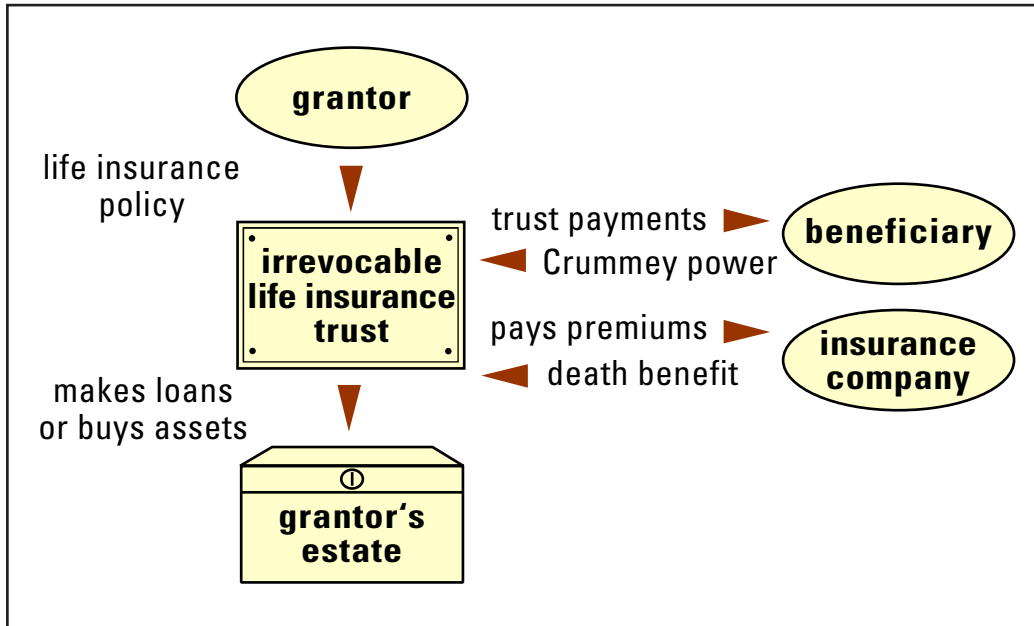 grantor
life insurance
policy
irrevocable
life insurance
trust
trust payments
Crummey power
beneficiary
pays premiums
death benefit
insurance
company
makes loans
or buys assets
grantor‘s
estate